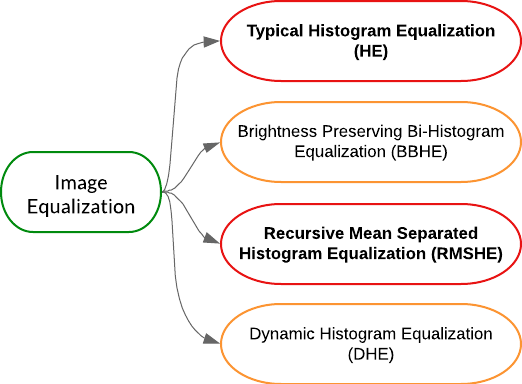 Typical Histogram Equalization
(HE)
Brightness Preserving Bi-Histogram
Equalization (BBHE)
Image
Equalization
Recursive Mean Separated
Histogram Equalization (RMSHE)
Dynamic Histogram Equalization
(DHE)